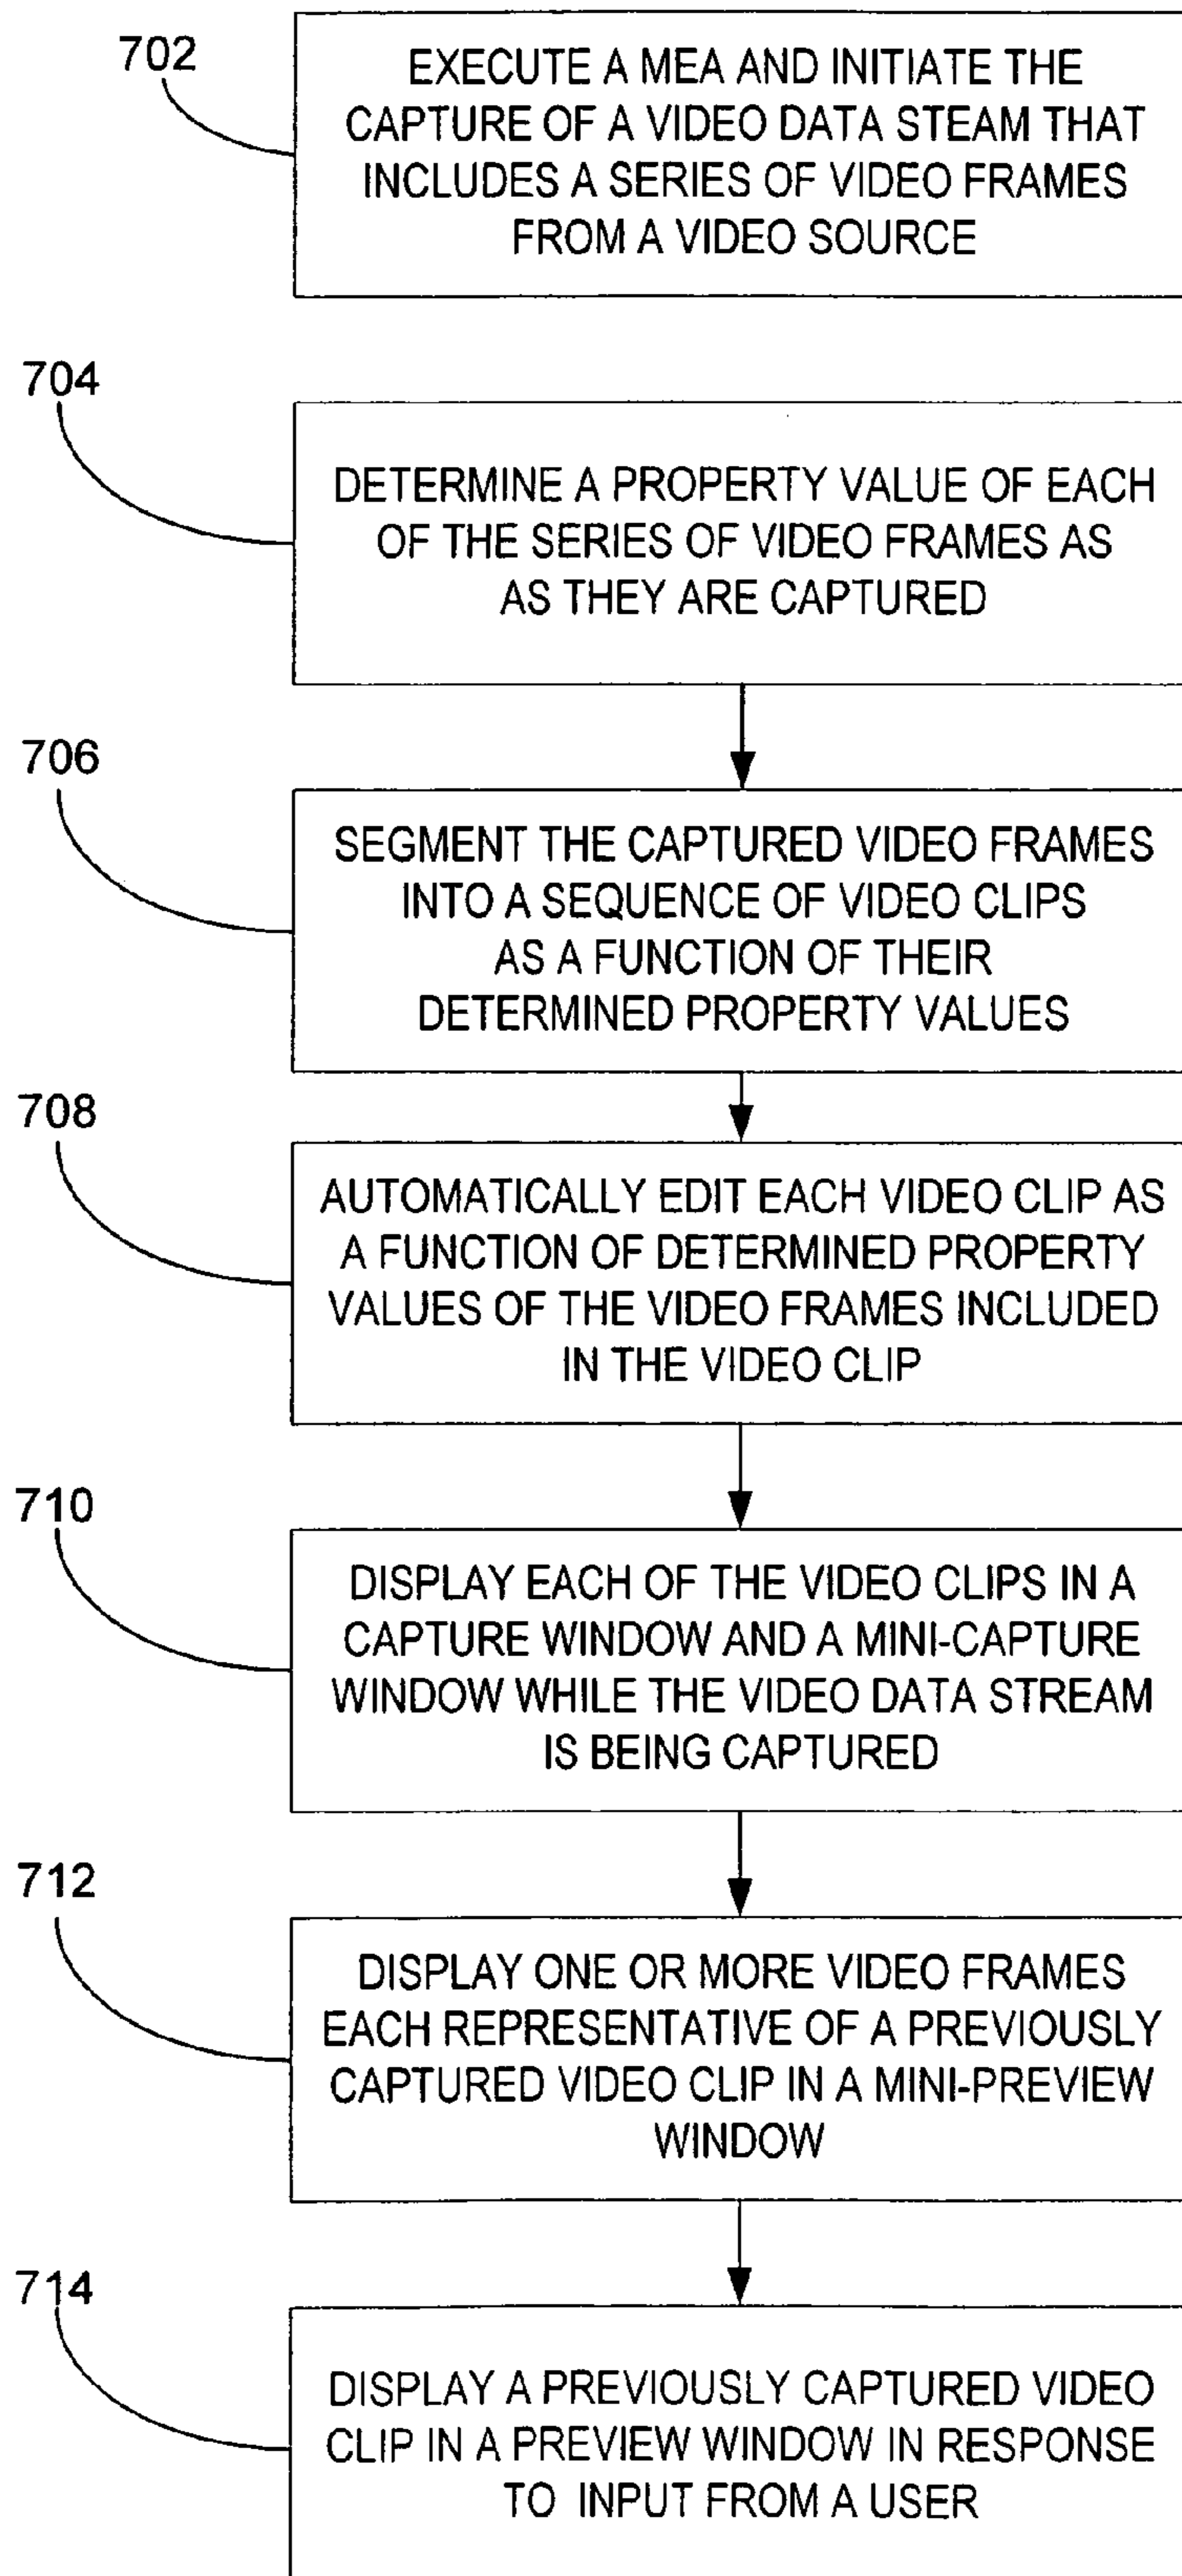 702
EXECUTE A MEA AND INITIATE THE
CAPTURE OF A VIDEO DATA STEAM THAT
INCLUDES A SERIES OF VIDEO FRAMES
FROM A VIDEO SOURCE
704
DETERMINE A PROPERTY VALUE OF EACH
OF THE SERIES OF VIDEO FRAMES AS
AS THEY ARE CAPTURED
706
SEGMENT THE CAPTURED VIDEO FRAMES
INTO A SEQUENCE OF VIDEO CLIPS
AS A FUNCTION OF THEIR
DETERMINED PROPERTY VALUES
708
AUTOMATICALLY EDIT EACH VIDEO CLIP AS
A FUNCTION OF DETERMINED PROPERTY
VALUES OF THE VIDEO FRAMES INCLUDED
IN THE VIDEO CLIP
710
DISPLAY EACH OF THE VIDEO CLIPS IN A
CAPTURE WINDOW AND A MINI-CAPTURE
WINDOW WHILE THE VIDEO DATA STREAM
IS BEING CAPTURED
712
DISPLAY ONE OR MORE VIDEO FRAMES
EACH REPRESENTATIVE OF A PREVIOUSLY
CAPTURED VIDEO CLIP IN A MINI-PREVIEW
WINDOW
714
DISPLAY A PREVIOUSLY CAPTURED VIDEO
CLIP IN A PREVIEW WINDOW IN RESPONSE
TO INPUT FROM A USER